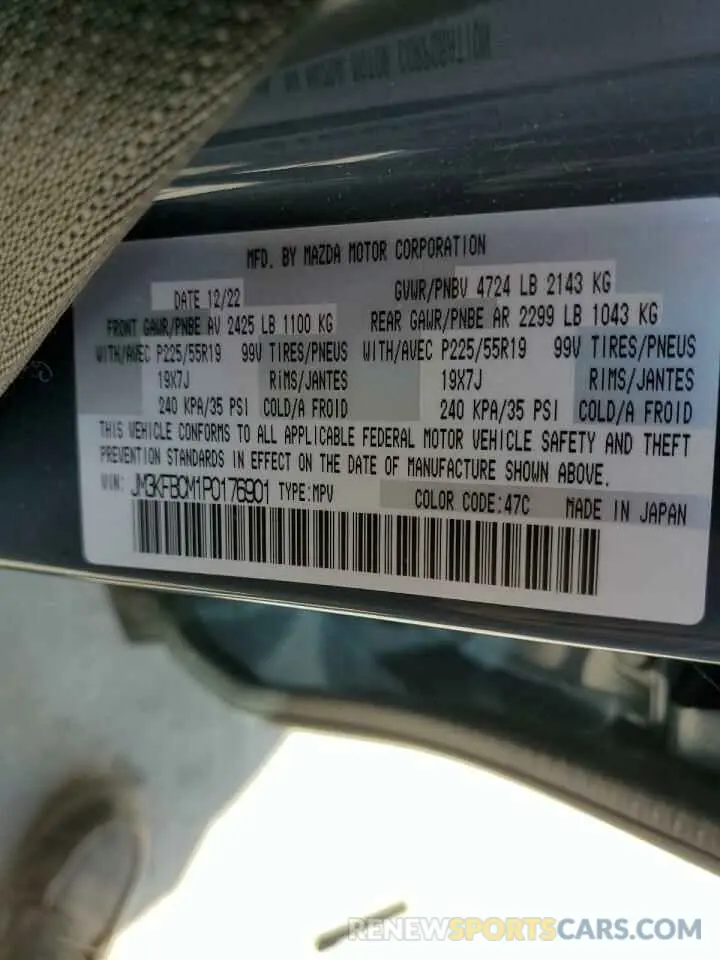 MFD. BY MAZDA MOTOR CORPORATION
DATE 12/22 GVWR/PNBV 4724 LB 2143 KG
FRONT GAWR/PNBE AV 2425 LB 1100 KG REAR GAWR/PNBE AR 2299 LB 1043 KG
WITH/AVEC P225/55R19 99V TIRES/PNEUS WITH/AVEC P225/55R19 99V TIRES/PNEUS
19X7J RIMS/JANTES 19X7J RIMS/JANTES
240 KPA/35 PSI COLD/A FROID 240 KPA/35 PSI COLD/A FROID
THIS VEHICLE CONFORMS TO ALL APPLICABLE FEDERAL MOTOR VEHICLE SAFETY AND THEFT
PREVENTION STANDARDS IN EFFECT ON THE DATE OF MANUFACTURE SHOWN ABOVE.
VIN: JM3KFBCM1P0176901 TYPE:MPV COLOR CODE:47C MADE IN JAPAN
RENEWSPORTSCARS.COM